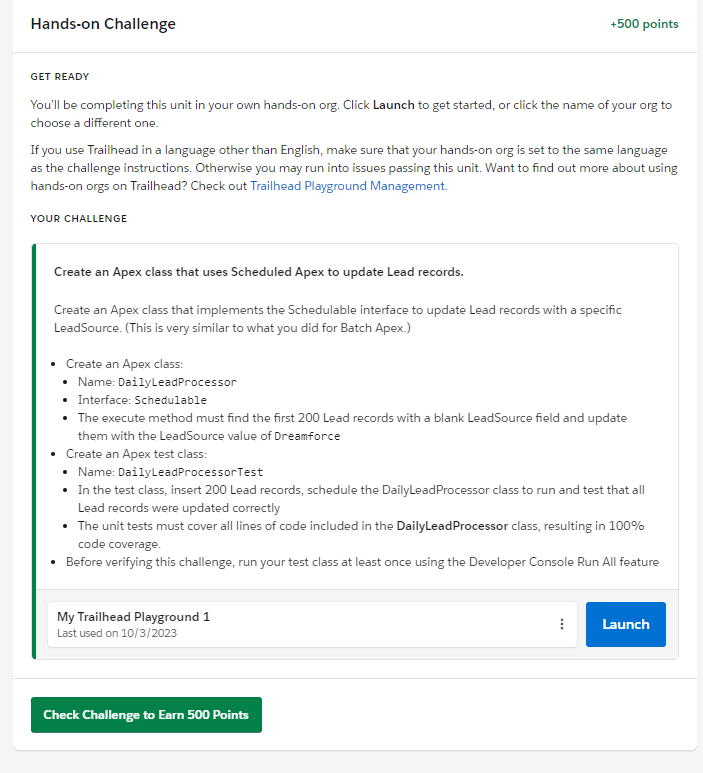 Hands-on Challenge
+500 points
GET READY
You'll be completing this unit in your own hands-on org. Click Launch to get started, or click the name of your org to
choose a different one.
If you use Trailhead in a language other than English, make sure that your hands-on org is set to the same language
as the challenge instructions. Otherwise you may run into issues passing this unit. Want to find out more about using
hands-on orgs on Trailhead? Check out Trailhead Playground Management.
YOUR CHALLENGE
Create an Apex class that uses Scheduled Apex to update Lead records.
Create an Apex class that implements the Schedulable interface to update Lead records with a specific
LeadSource. (This is very similar to what you did for Batch Apex.)
• Create an Apex class:
• Name: DailyLeadProcessor
• Interface: Schedulable
• The execute method must find the first 200 Lead records with a blank LeadSource field and update
them with the LeadSource value of Dreamforce
• Create an Apex test class:
• Name: DailyLeadProcessorTest
• In the test class, insert 200 Lead records, schedule the DailyLeadProcessor class to run and test that all
Lead records were updated correctly
• The unit tests must cover all lines of code included in the DailyLeadProcessor class, resulting in 100%
code coverage.
• Before verifying this challenge, run your test class at least once using the Developer Console Run All feature
My Trailhead Playground 1
Last used on 10/3/2023
Launch
Check Challenge to Earn 500 Points